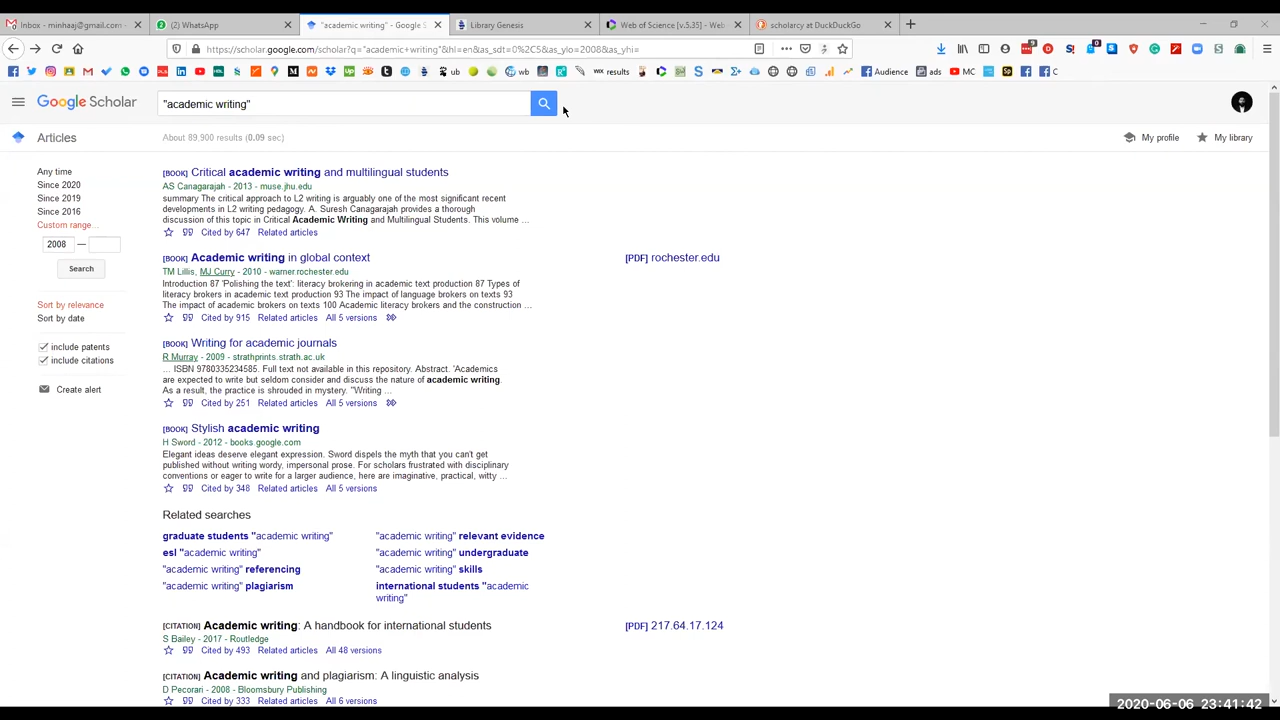 Inbox - minhaaj@gmail.com -
(2) WhatsApp
"academic writing" - Google S
Library Genesis
Web of Science [v.5.35] - Web
scholarcy at DuckDuckGo
https://scholar.google.com/scholar?q="academic+writing"&hl=en&as_sdt=0%2C5&as_ylo=2008&as_yhi=
ub
wb
WIX results
Audience
ads
MC
F
C
Google Scholar
"academic writing"
Articles
About 89,900 results (0.09 sec)
My profile
My library
Any time
Since 2020
Since 2019
Since 2016
Custom range...
2008 —
Search
Sort by relevance
Sort by date
include patents
include citations
Create alert
[BOOK] Critical academic writing and multilingual students
AS Canagarajah - 2013 - muse.jhu.edu
summary The critical approach to L2 writing is arguably one of the most significant recent
developments in L2 writing pedagogy. A. Suresh Canagarajah provides a thorough
discussion of this topic in Critical Academic Writing and Multilingual Students. This volume ...
Cited by 647 Related articles
[BOOK] Academic writing in global context
[PDF] rochester.edu
TM Lillis, MJ Curry - 2010 - warner.rochester.edu
Introduction 87 'Polishing the text': literacy brokering in academic text production 87 Types of
literacy brokers in academic text production 93 The impact of language brokers on texts 93
The impact of academic brokers on texts 100 Academic literacy brokers and the construction ...
Cited by 915 Related articles All 5 versions
Writing for academic journals
R Murray - 2009 - strathprints.strath.ac.uk
... ISBN 9780335234585. Full text not available in this repository. Abstract. 'Academics
are expected to write but seldom consider and discuss the nature of academic writing.
As a result, the practice is shrouded in mystery. "Writing ...
Cited by 251 Related articles All 5 versions
[BOOK] Stylish academic writing
H Sword - 2012 - books.google.com
Elegant ideas deserve elegant expression. Sword dispels the myth that you can't get
published without writing wordy, impersonal prose. For scholars frustrated with disciplinary
conventions or eager to write for a larger audience, here are imaginative, practical, witty ...
Cited by 348 Related articles All 5 versions
Related searches
graduate students "academic writing"
"academic writing" relevant evidence
esl "academic writing"
"academic writing" undergraduate
"academic writing" referencing
"academic writing" skills
"academic writing" plagiarism
international students "academic
writing"
[CITATION] Academic writing: A handbook for international students
[PDF] 217.64.17.124
S Bailey - 2017 - Routledge
Cited by 493 Related articles All 48 versions
[CITATION] Academic writing and plagiarism: A linguistic analysis
D Pecorari - 2008 - Bloomsbury Publishing
Cited by 333 Related articles All 6 versions
2020-06-06 23:41:42